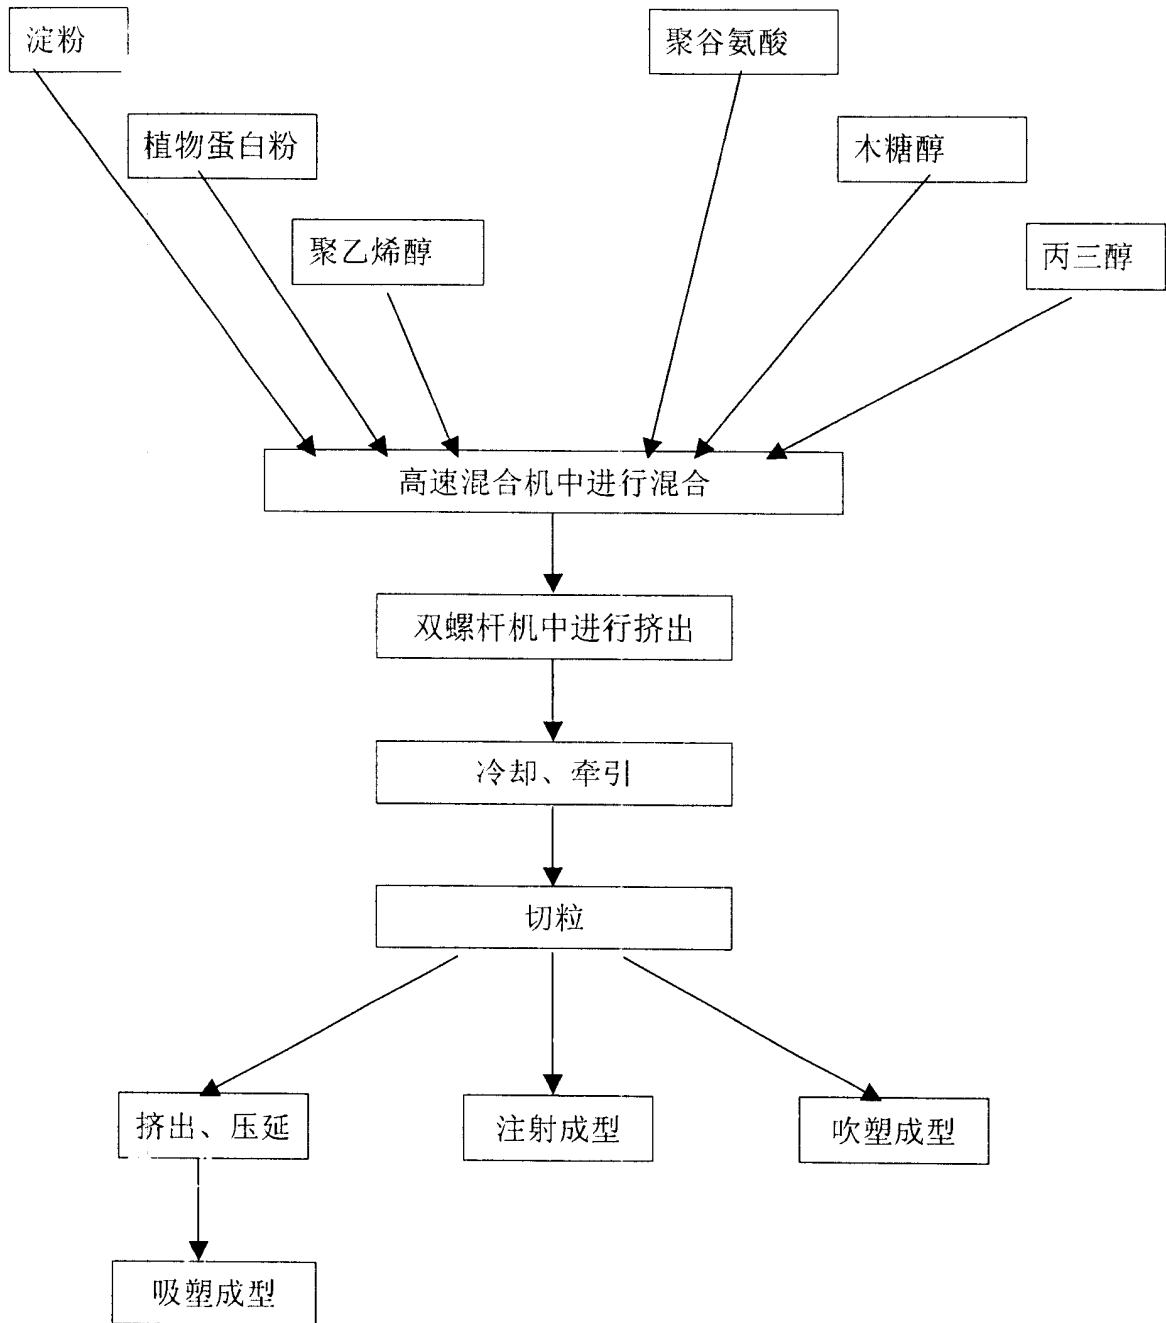 淀粉
聚谷氨酸
植物蛋白粉
木糖醇
聚乙烯醇
丙三醇
高速混合机中进行混合
双螺杆机中进行挤出
冷却、牵引
切粒
挤出、压延
注射成型
吹塑成型
吸塑成型